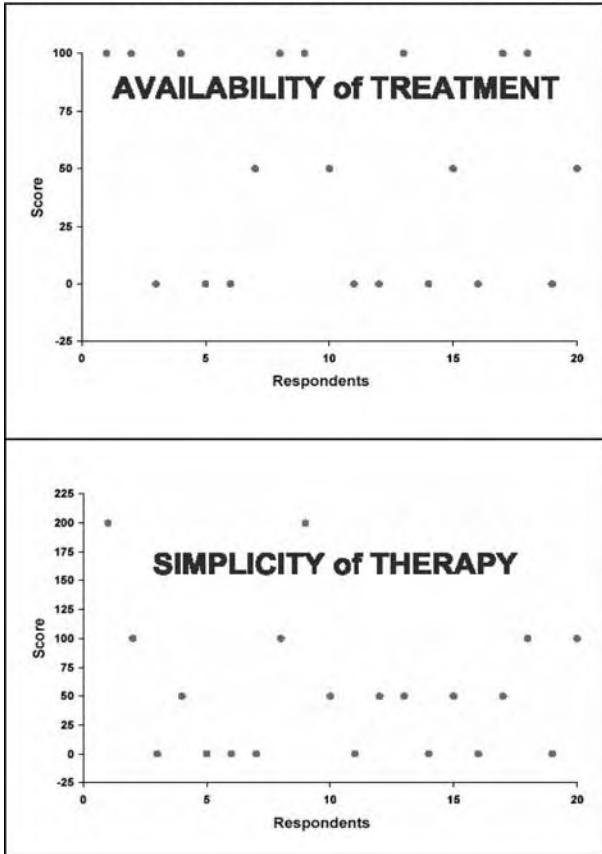 100
AVAILABILITY of TREATMENT
75
50
Score
25
0
-25
0 5 10 15 20
Respondents
225
200
175
SIMPLICITY of THERAPY
150
125
Score
100
75
50
25
0
-25
0 5 10 15 20
Respondents